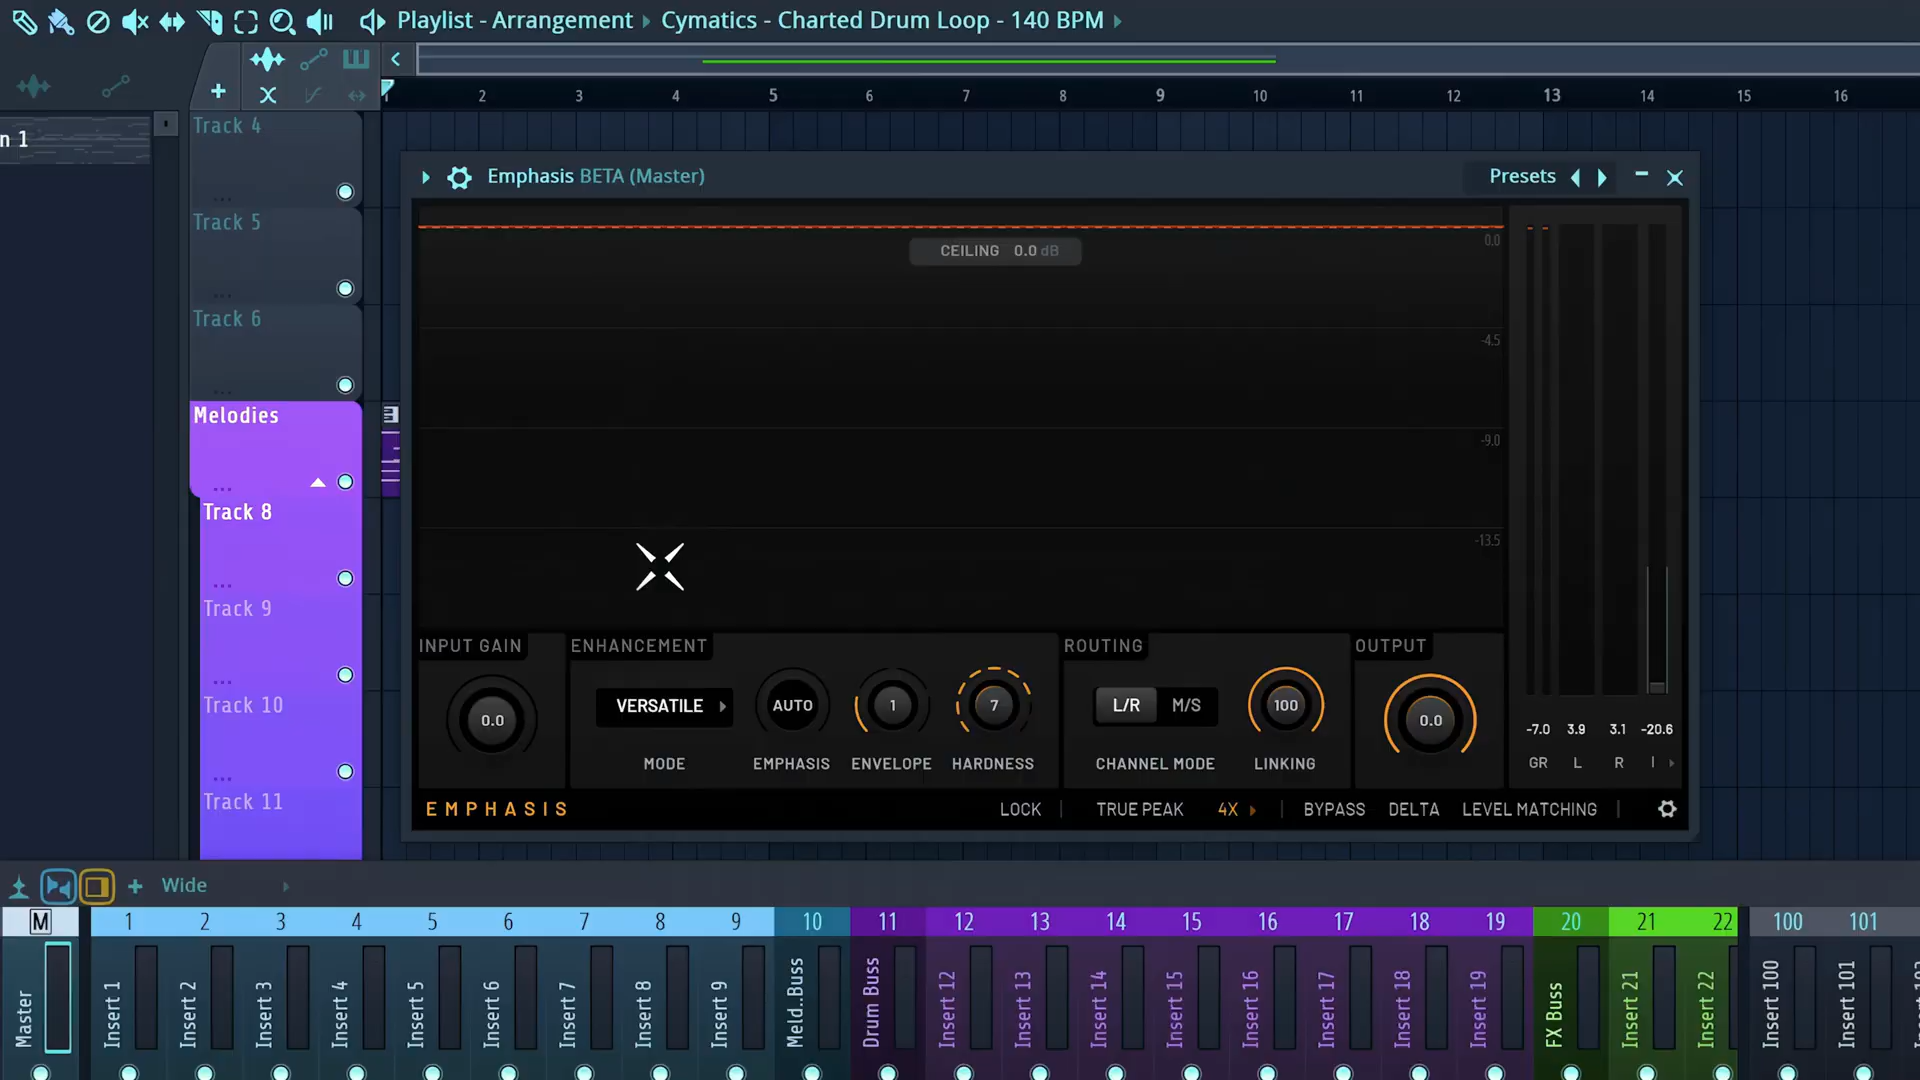 Playlist - Arrangement Cymatics - Charted Drum Loop - 140 BPM
1 2 3 4 5 6 7 8 9 10 11 12 13 14 15 16
n 1
Track 4
Track 5
Track 6
Melodies
Track 8
Track 9
Track 10
Track 11
Emphasis BETA (Master)
Presets
CEILING 0.0 dB
0.0
-4.5
-9.0
-13.5
INPUT GAIN ENHANCEMENT ROUTING OUTPUT
0.0 VERSATILE AUTO 1 7 L/R M/S 100 0.0
MODE EMPHASIS ENVELOPE HARDNESS CHANNEL MODE LINKING
-7.0 3.9 3.1 -20.6
GR L R I
EMPHASIS LOCK TRUE PEAK 4X BYPASS DELTA LEVEL MATCHING
Wide
M 1 2 3 4 5 6 7 8 9 10 11 12 13 14 15 16 17 18 19 20 21 22 100 101
Master
Insert 1
Insert 2
Insert 3
Insert 4
Insert 5
Insert 6
Insert 7
Insert 8
Insert 9
Meld..Buss
Drum Buss
Insert 12
Insert 13
Insert 14
Insert 15
Insert 16
Insert 17
Insert 18
Insert 19
FX Buss
Insert 21
Insert 22
Insert 100
Insert 101